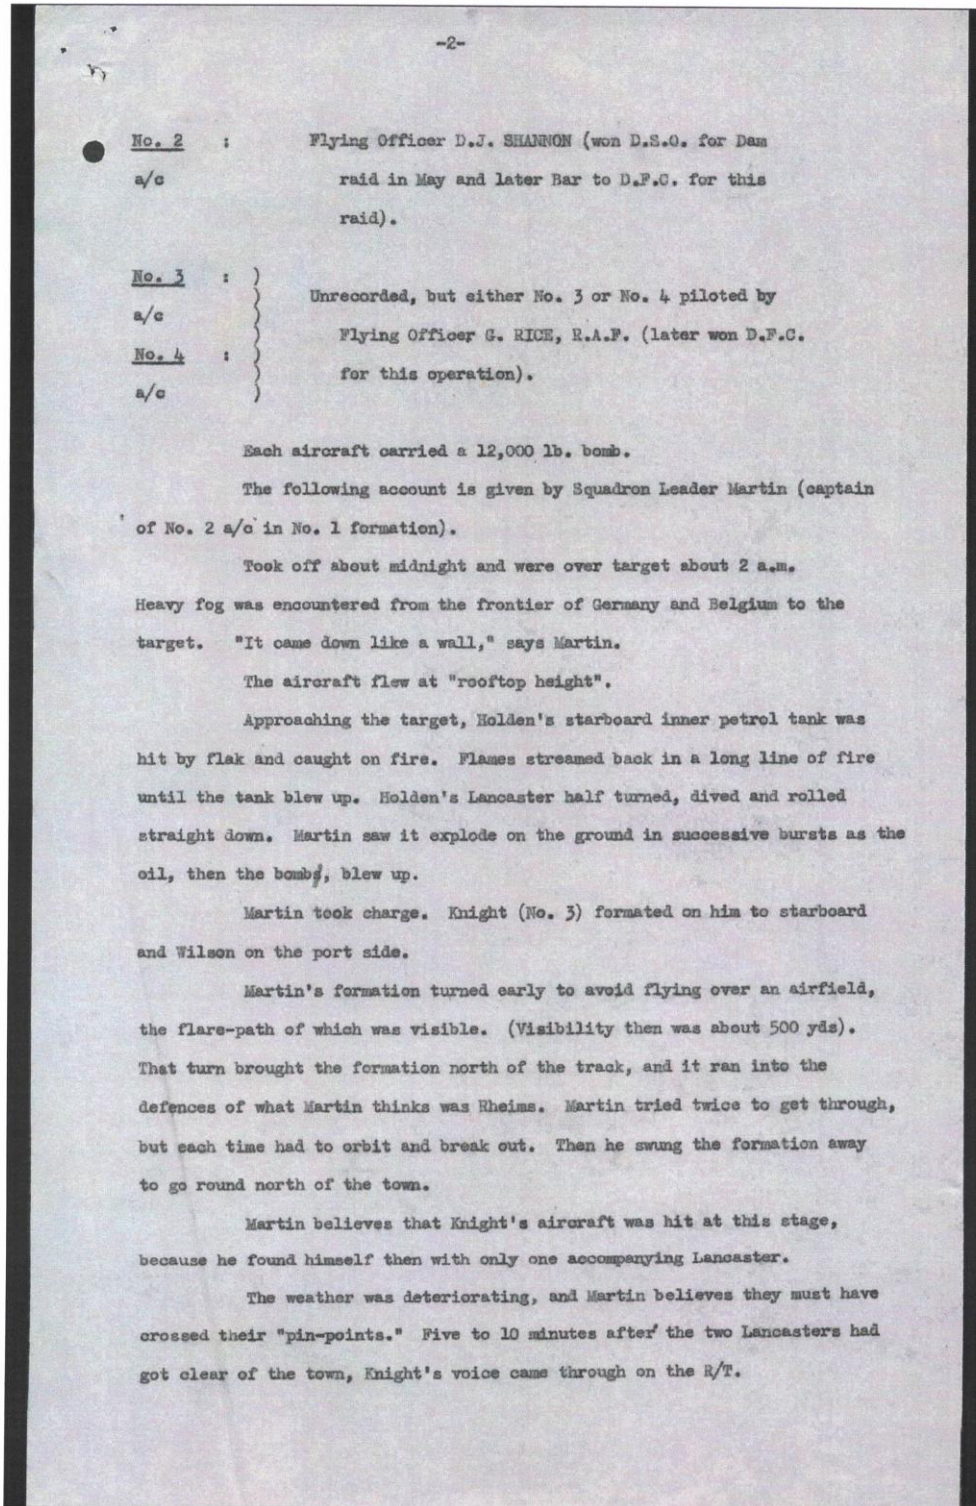 -2-
No. 2 : Flying Officer D.J. SHANNON (won D.S.O. for Dam
a/c raid in May and later Bar to D.F.C. for this
raid).
No. 3 : )
Unrecorded, but either No. 3 or No. 4 piloted by
a/c )
Flying Officer G. RICE, R.A.F. (later won D.F.C.
No. 4 : )
for this operation).
a/c )
Each aircraft carried a 12,000 lb. bomb.
The following account is given by Squadron Leader Martin (captain
of No. 2 a/c in No. 1 formation).
Took off about midnight and were over target about 2 a.m.
Heavy fog was encountered from the frontier of Germany and Belgium to the
target. "It came down like a wall," says Martin.
The aircraft flew at "rooftop height".
Approaching the target, Holden's starboard inner petrol tank was
hit by flak and caught on fire. Flames streamed back in a long line of fire
until the tank blew up. Holden's Lancaster half turned, dived and rolled
straight down. Martin saw it explode on the ground in successive bursts as the
oil, then the bomb, blew up.
Martin took charge. Knight (No. 3) formated on him to starboard
and Wilson on the port side.
Martin's formation turned early to avoid flying over an airfield,
the flare-path of which was visible. (Visibility then was about 500 yds).
That turn brought the formation north of the track, and it ran into the
defences of what Martin thinks was Rheims. Martin tried twice to get through,
but each time had to orbit and break out. Then he swung the formation away
to go round north of the town.
Martin believes that Knight's aircraft was hit at this stage,
because he found himself then with only one accompanying Lancaster.
The weather was deteriorating, and Martin believes they must have
crossed their "pin-points." Five to 10 minutes after the two Lancasters had
got clear of the town, Knight's voice came through on the R/T.